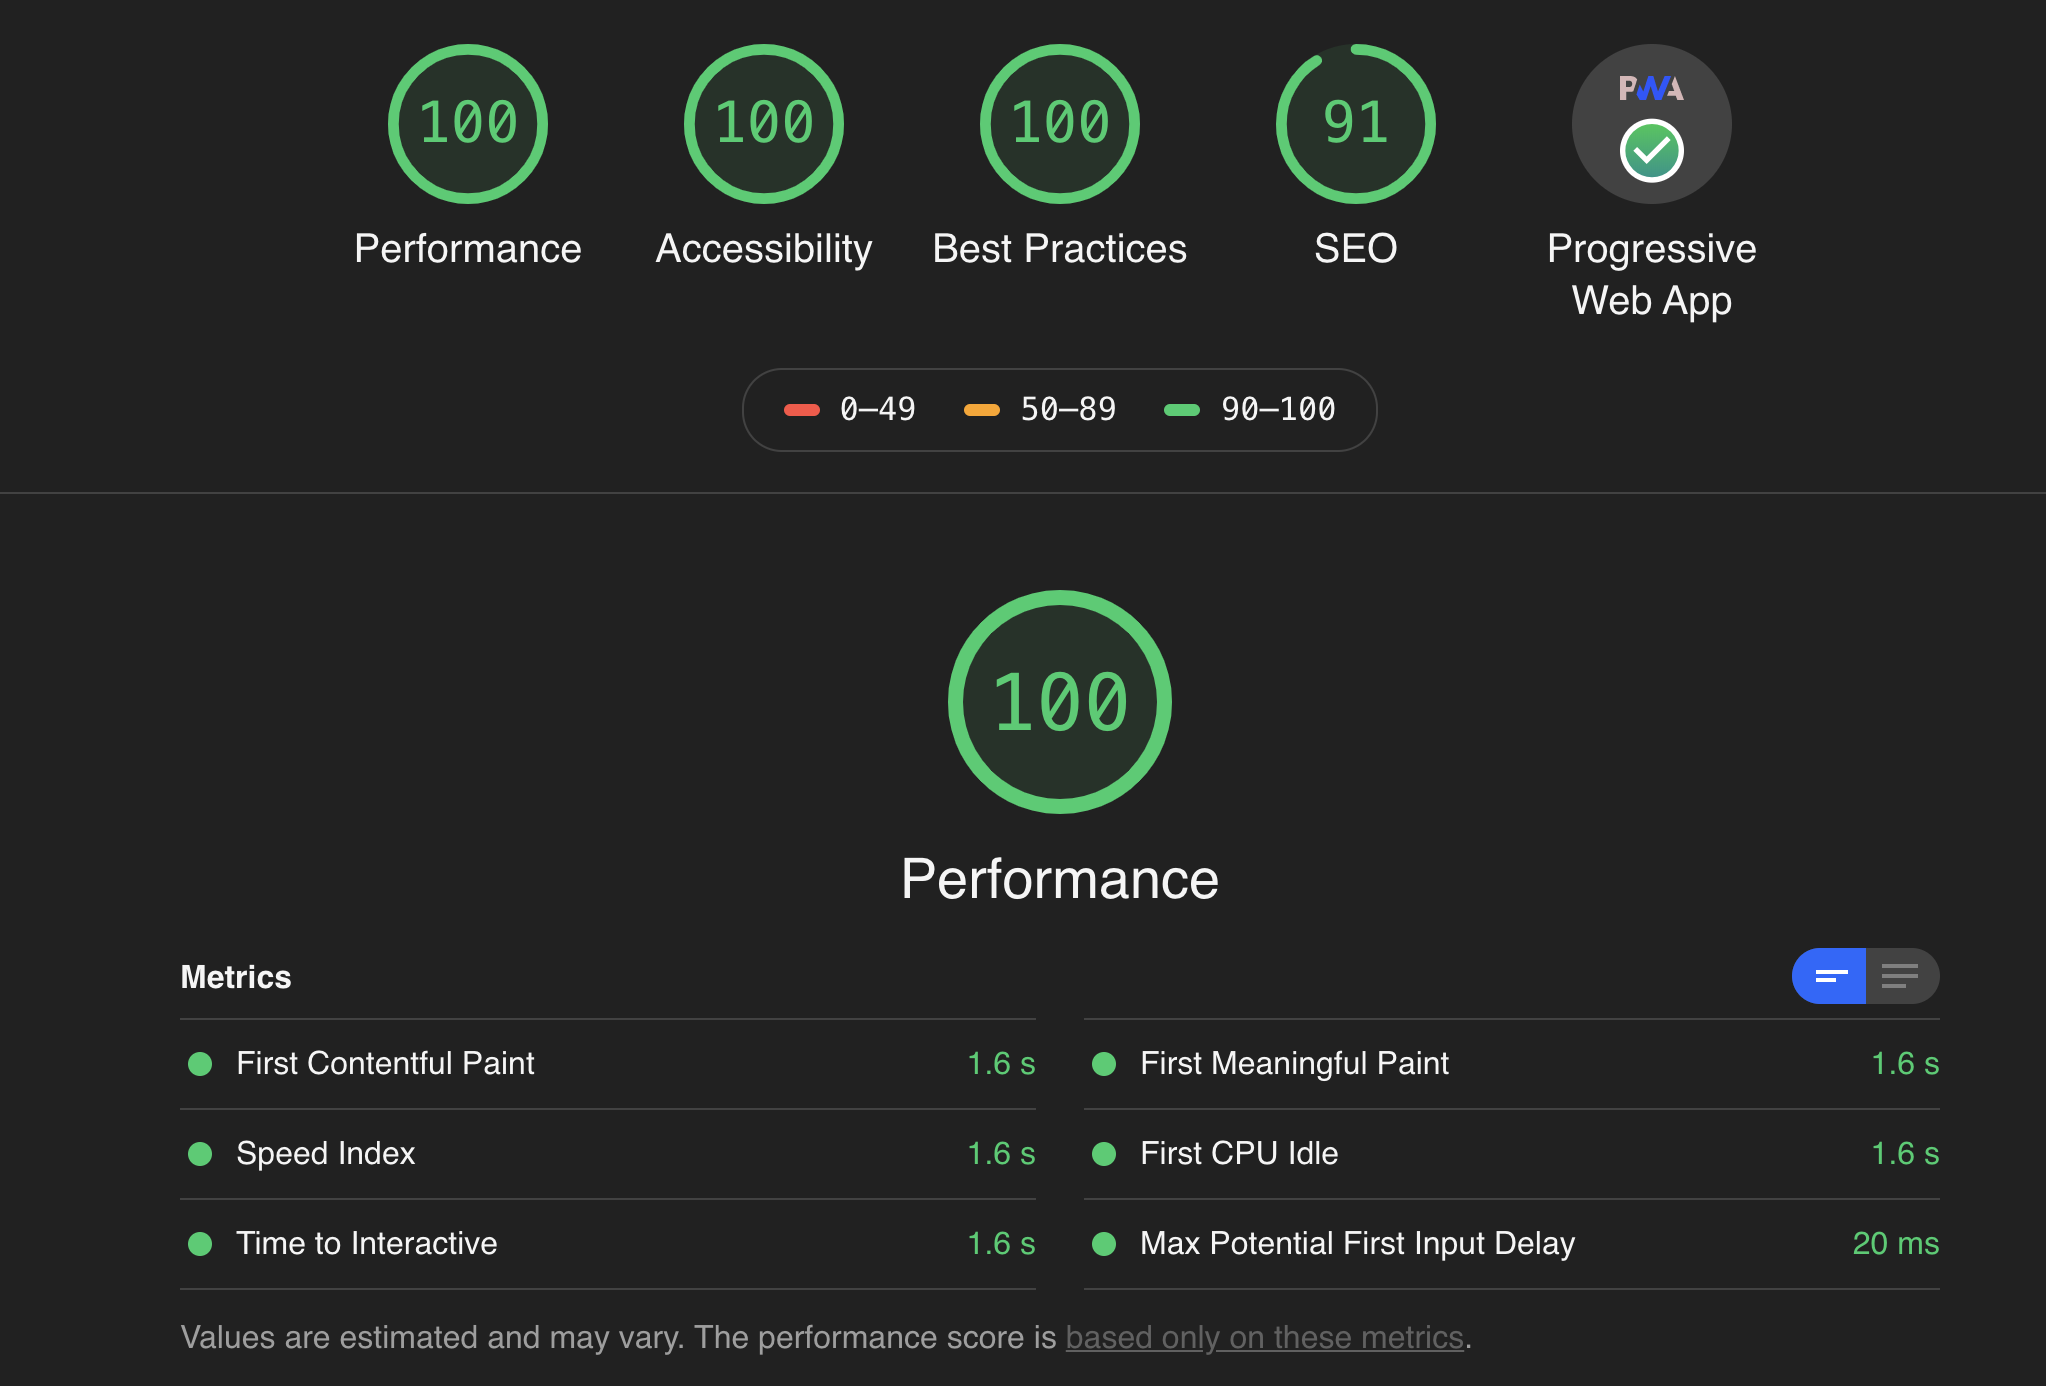 100 100 100 91 PWA
Performance Accessibility Best Practices SEO Progressive
Web App
0–49 50–89 90–100
100
Performance
Metrics
First Contentful Paint 1.6 s First Meaningful Paint 1.6 s
Speed Index 1.6 s First CPU Idle 1.6 s
Time to Interactive 1.6 s Max Potential First Input Delay 20 ms
Values are estimated and may vary. The performance score is based only on these metrics.